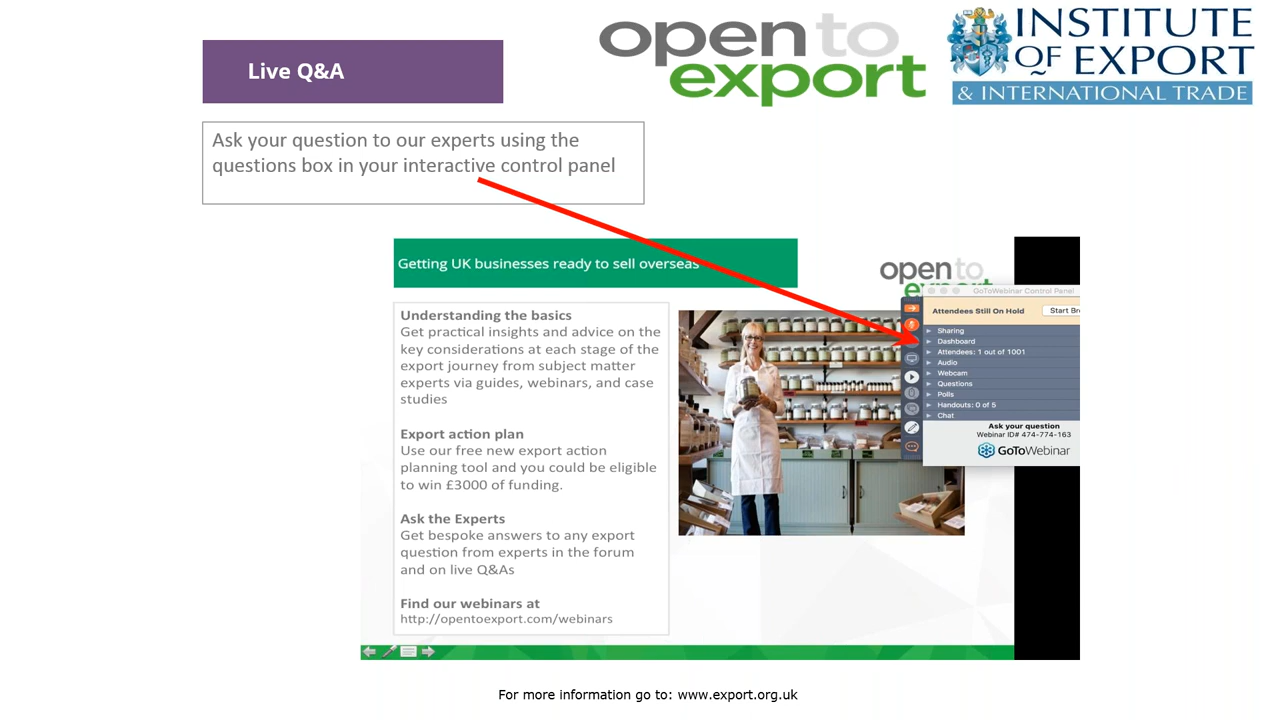 Live Q&A
open to
export
INSTITUTE
OF EXPORT
& INTERNATIONAL TRADE
Ask your question to our experts using the
questions box in your interactive control panel
Getting UK businesses ready to sell overseas
open to
export
Understanding the basics
Get practical insights and advice on the
key considerations at each stage of the
export journey from subject matter
experts via guides, webinars, and case
studies
Export action plan
Use our free new export action
planning tool and you could be eligible
to win £3000 of funding.
Ask the Experts
Get bespoke answers to any export
question from experts in the forum
and on live Q&As
Find our webinars at
http://opentoexport.com/webinars
GoToWebinar Control Panel
Attendees Still On Hold
Start Br
Sharing
Dashboard
Attendees: 1 out of 1001
Audio
Webcam
Questions
Polls
Handouts: 0 of 5
Chat
Ask your question
Webinar ID# 474-774-163
GoToWebinar
For more information go to: www.export.org.uk